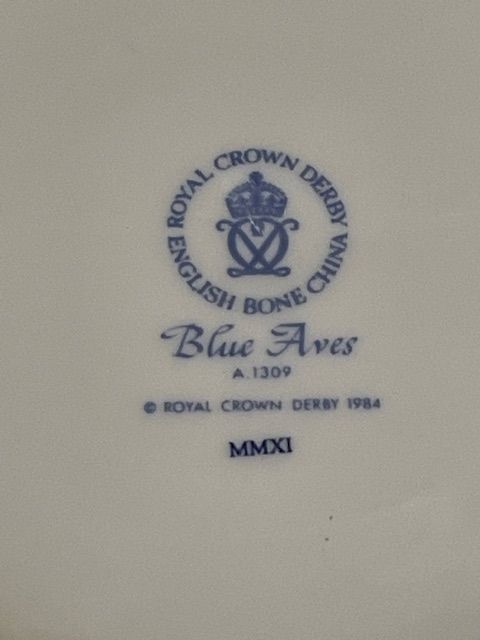 ROYAL CROWN DERBY
ENGLISH BONE CHINA
Blue Aves
A.1309
© ROYAL CROWN DERBY 1984
MMXI